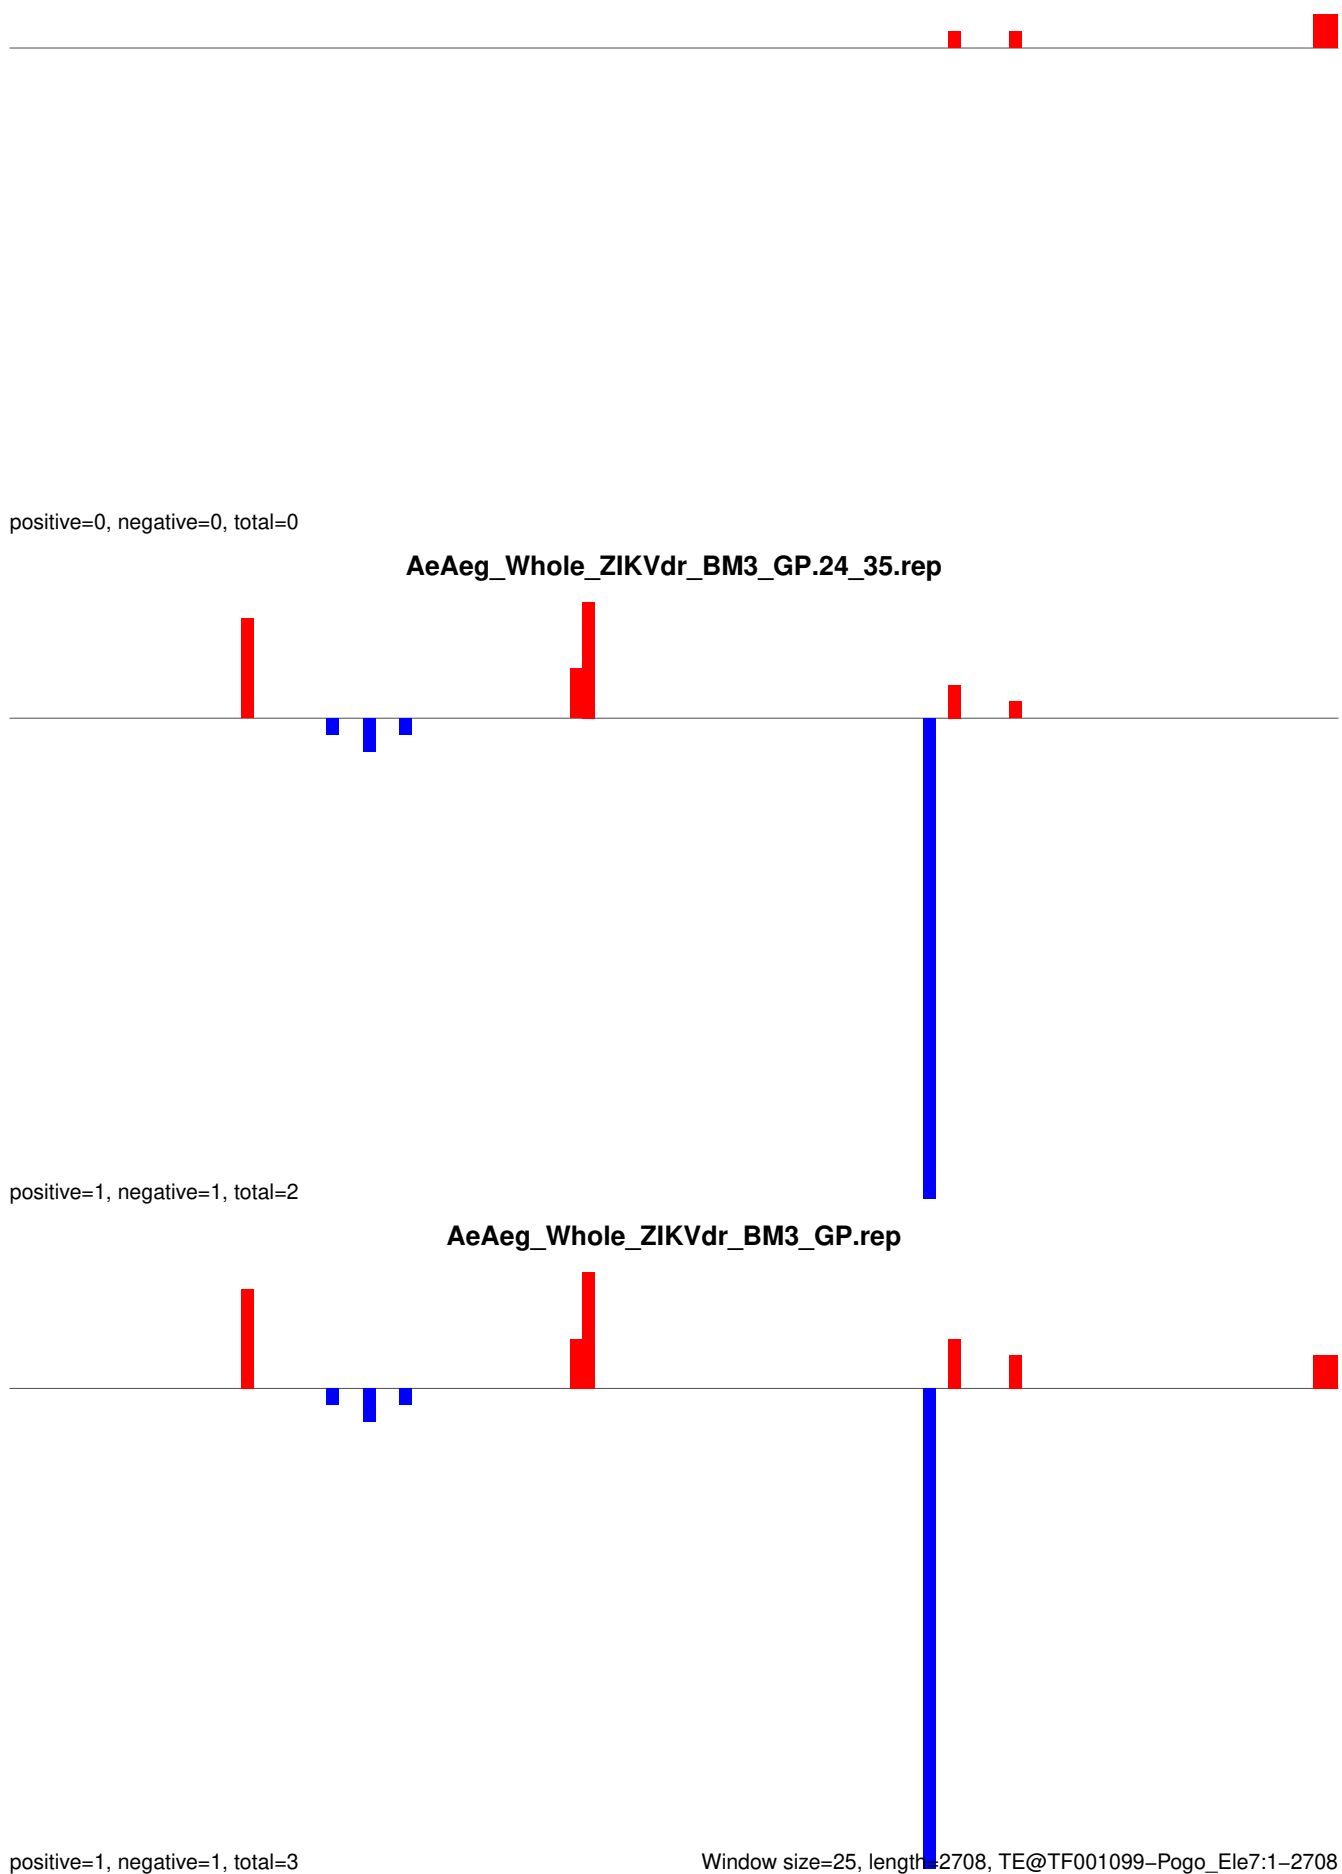 positive=0, negative=0, total=0
AeAeg_Whole_ZIKVdr_BM3_GP.24_35.rep
positive=1, negative=1, total=2
AeAeg_Whole_ZIKVdr_BM3_GP.rep
positive=1, negative=1, total=3
Window size=25, length=2708, TE@TF001099−Pogo_Ele7:1−2708